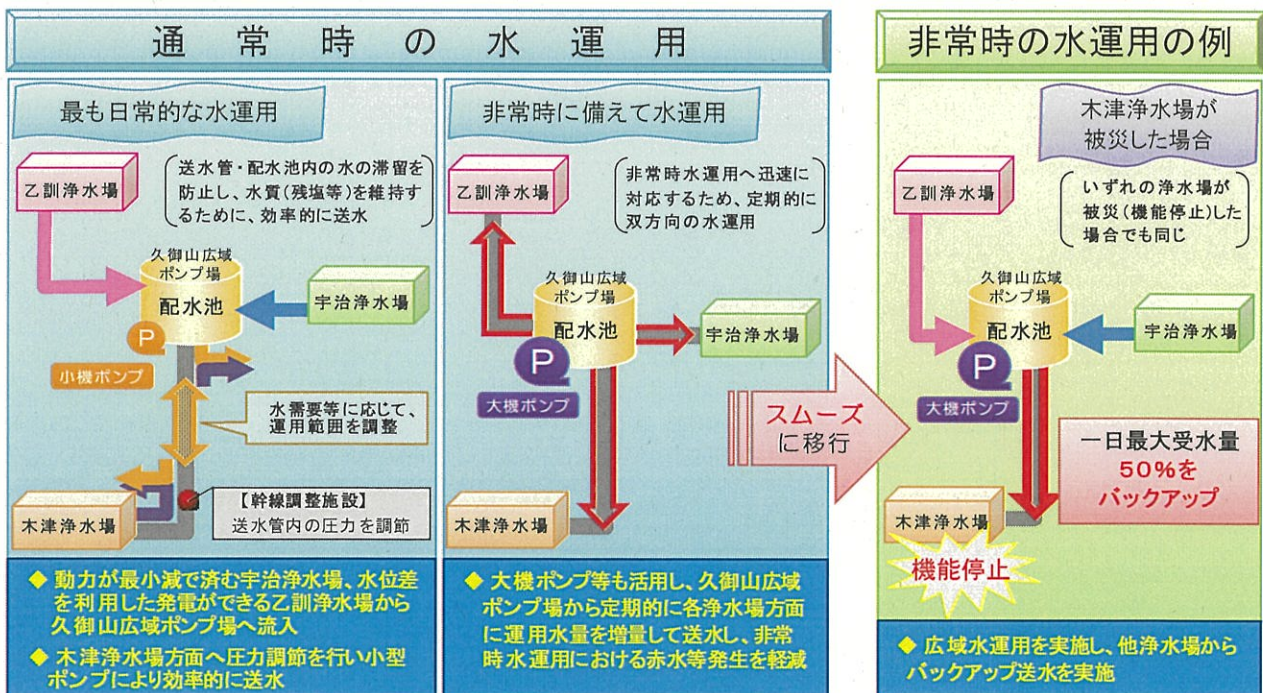 通常時の水運用
最も日常的な水運用
送水管・配水池内の水の滞留を
防止し、水質(残塩等)を維持す
るために、効率的に送水
乙訓浄水場
久御山広域
ポンプ場
配水池
宇治浄水場
P
小機ポンプ
水需要等に応じて、
運用範囲を調整
【幹線調整施設】
送水管内の圧力を調節
木津浄水場
◆ 動力が最小減で済む宇治浄水場、水位差
を利用した発電ができる乙訓浄水場から
久御山広域ポンプ場へ流入
◆ 木津浄水場方面へ圧力調節を行い小型
ポンプにより効率的に送水
非常時に備えて水運用
非常時水運用へ迅速に
対応するため、定期的に
双方向の水運用
乙訓浄水場
久御山広域
ポンプ場
配水池
宇治浄水場
P
大機ポンプ
木津浄水場
◆ 大機ポンプ等も活用し、久御山広域
ポンプ場から定期的に各浄水場方面
に運用水量を増量して送水し、非常
時水運用における赤水等発生を軽減
スムーズ
に移行
非常時の水運用の例
木津浄水場が
被災した場合
いずれの浄水場が
被災(機能停止)した
場合でも同じ
乙訓浄水場
久御山広域
ポンプ場
配水池
宇治浄水場
P
大機ポンプ
一日最大受水量
50%を
バックアップ
木津浄水場
機能停止
◆ 広域水運用を実施し、他浄水場から
バックアップ送水を実施